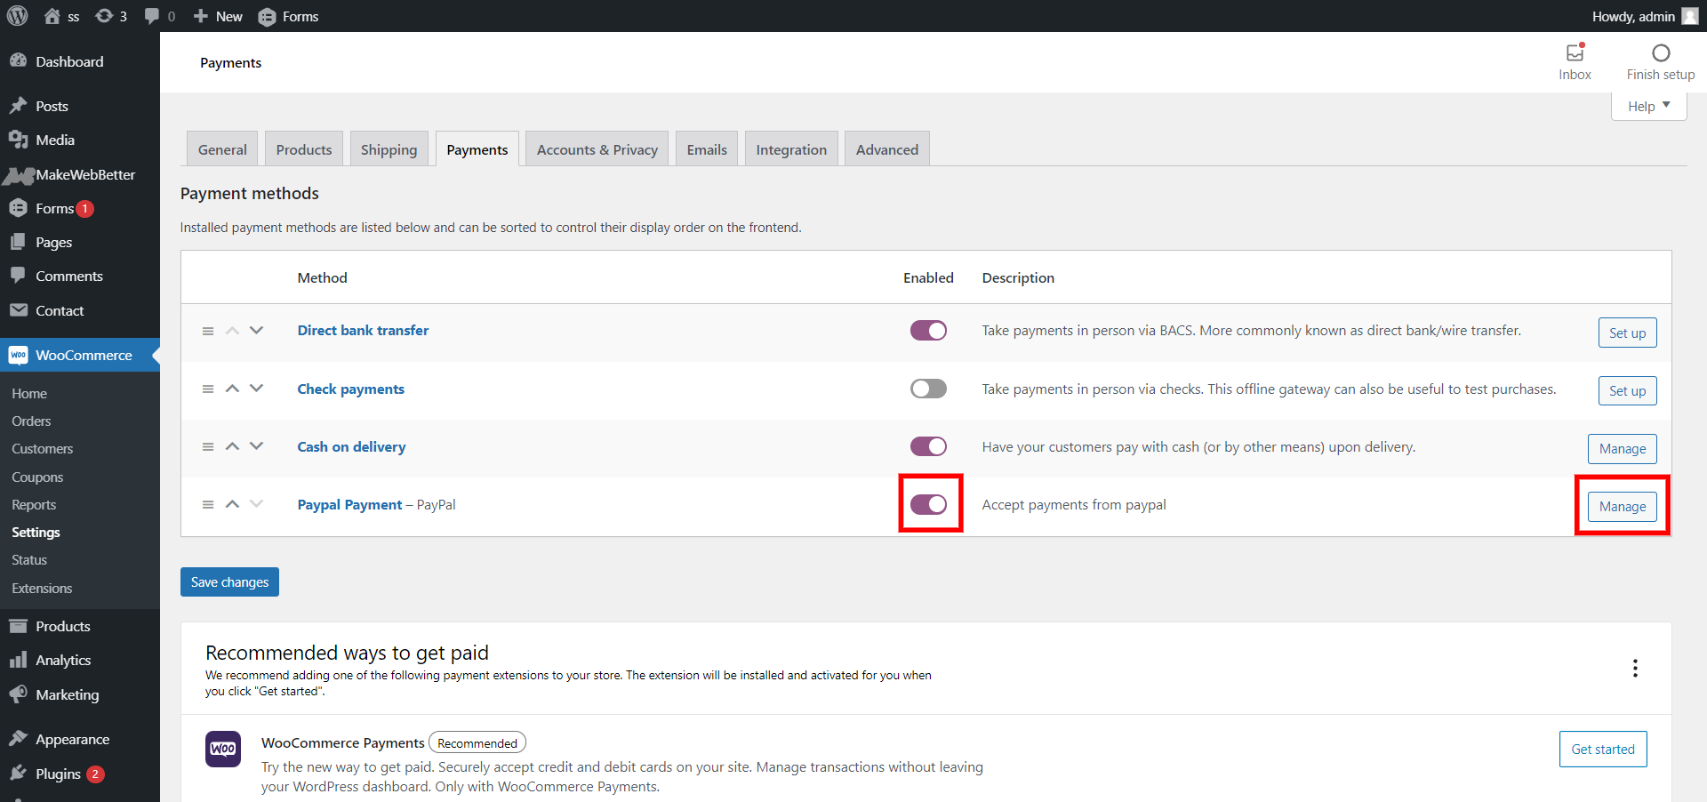 ss 3 0 New Forms Howdy, admin
Payments
Inbox
Finish setup
Help
Dashboard
Posts
Media
MakeWebBetter
Forms 1
Pages
Comments
Contact
WooCommerce
Home
Orders
Customers
Coupons
Reports
Settings
Status
Extensions
Products
Analytics
Marketing
Appearance
Plugins 2
General Products Shipping Payments Accounts & Privacy Emails Integration Advanced
Payment methods
Installed payment methods are listed below and can be sorted to control their display order on the frontend.
Method Enabled Description
Direct bank transfer Take payments in person via BACS. More commonly known as direct bank/wire transfer. Set up
Check payments Take payments in person via checks. This offline gateway can also be useful to test purchases. Set up
Cash on delivery Have your customers pay with cash (or by other means) upon delivery. Manage
Paypal Payment – PayPal Accept payments from paypal Manage
Save changes
Recommended ways to get paid
We recommend adding one of the following payment extensions to your store. The extension will be installed and activated for you when
you click "Get started".
WOO WooCommerce Payments Recommended
Try the new way to get paid. Securely accept credit and debit cards on your site. Manage transactions without leaving
your WordPress dashboard. Only with WooCommerce Payments.
Get started